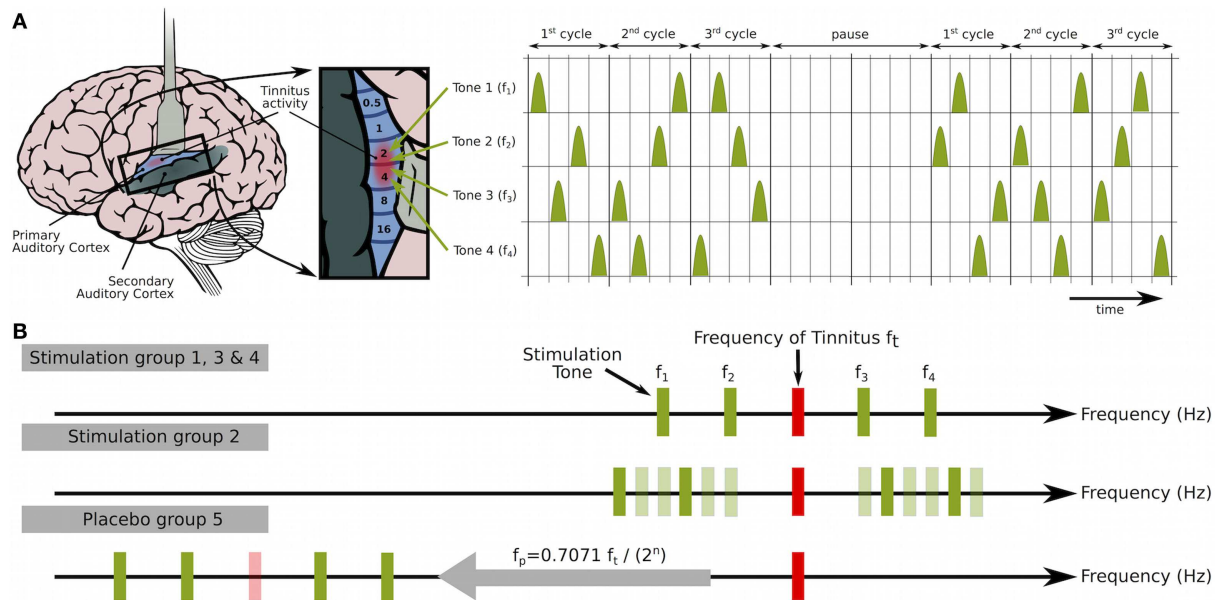 A
1st cycle
2nd cycle
3rd cycle
pause
1st cycle
2nd cycle
3rd cycle
Tinnitus
activity
0.5
1
2
4
8
16
Tone 1 (f1)
Tone 2 (f2)
Tone 3 (f3)
Tone 4 (f4)
Primary
Auditory Cortex
Secondary
Auditory Cortex
time
B
Stimulation group 1, 3 & 4
Stimulation
Tone
Frequency of Tinnitus ft
f1
f2
f3
f4
Frequency (Hz)
Stimulation group 2
Frequency (Hz)
Placebo group 5
fp=0.7071 ft / (2n)
Frequency (Hz)